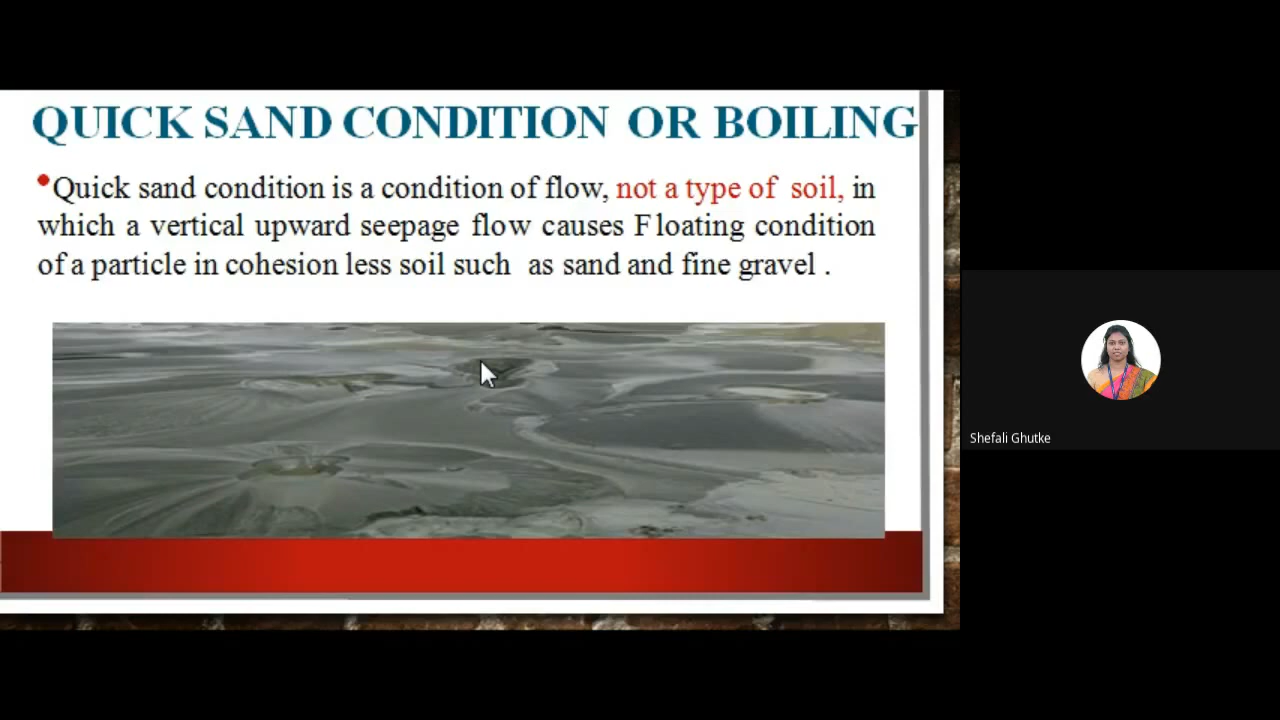 QUICK SAND CONDITION OR BOILING
•Quick sand condition is a condition of flow, not a type of soil, in
which a vertical upward seepage flow causes F loating condition
of a particle in cohesion less soil such as sand and fine gravel .
Shefali Ghutke